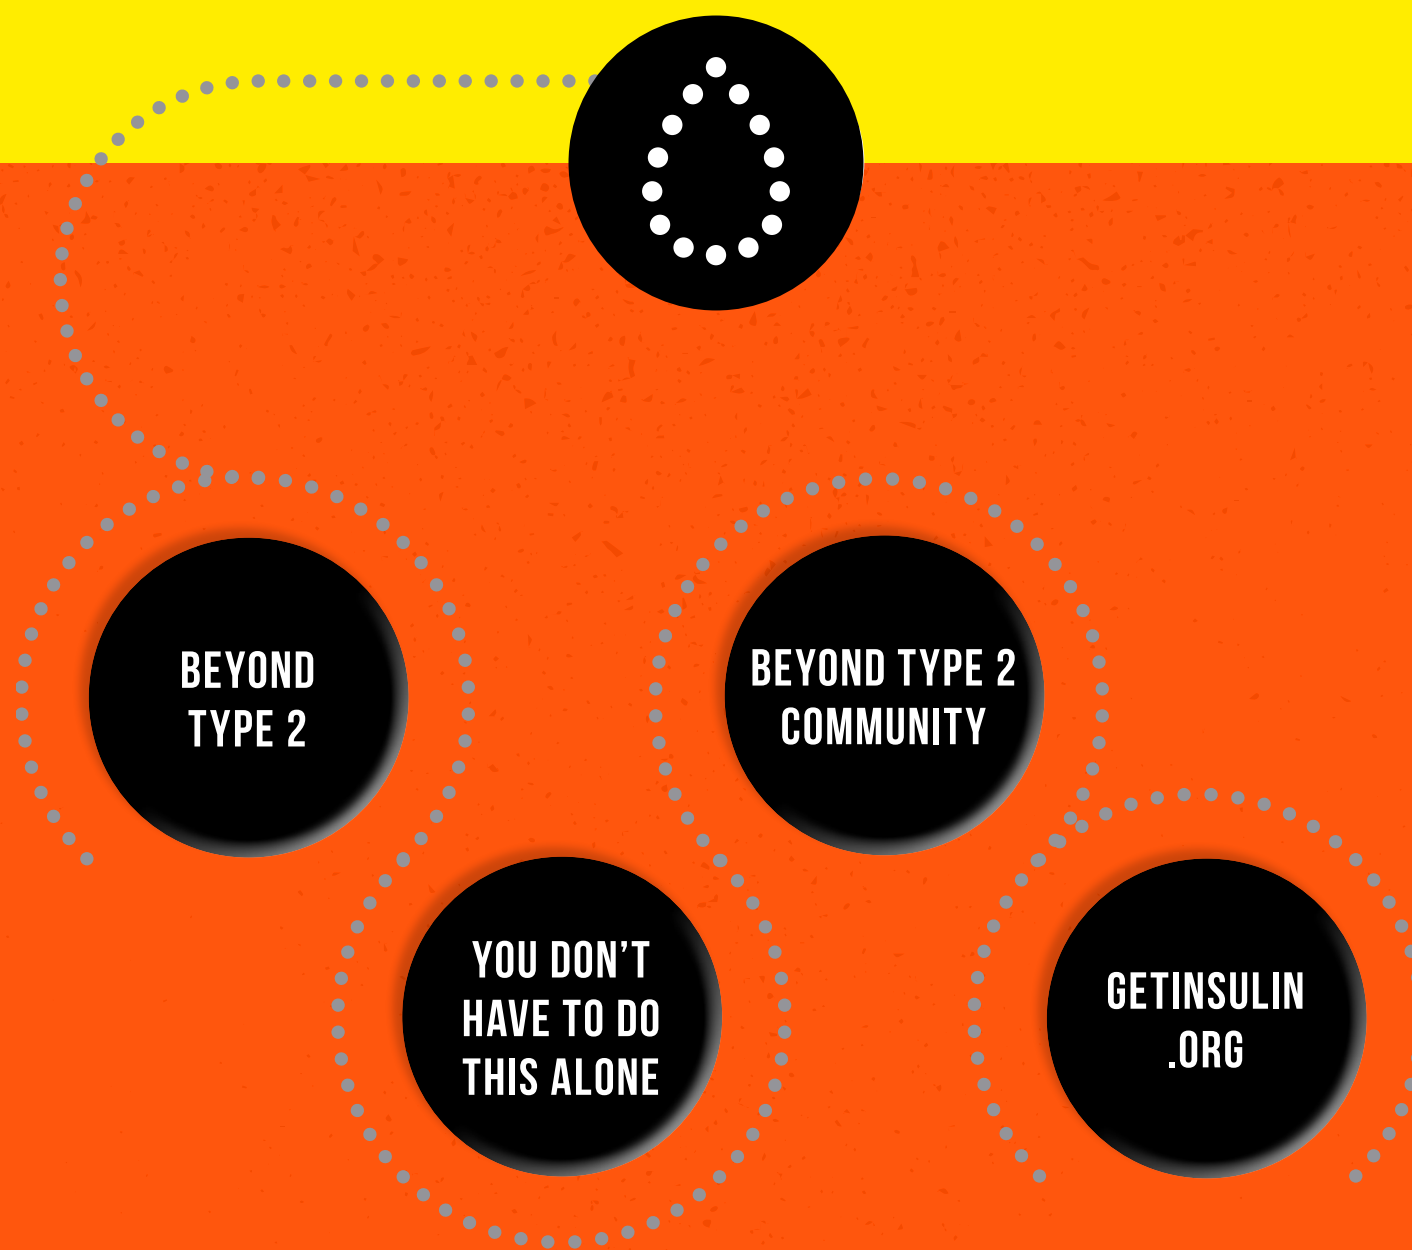 BEYOND
TYPE 2
BEYOND TYPE 2
COMMUNITY
YOU DON'T
HAVE TO DO
THIS ALONE
GETINSULIN
.ORG